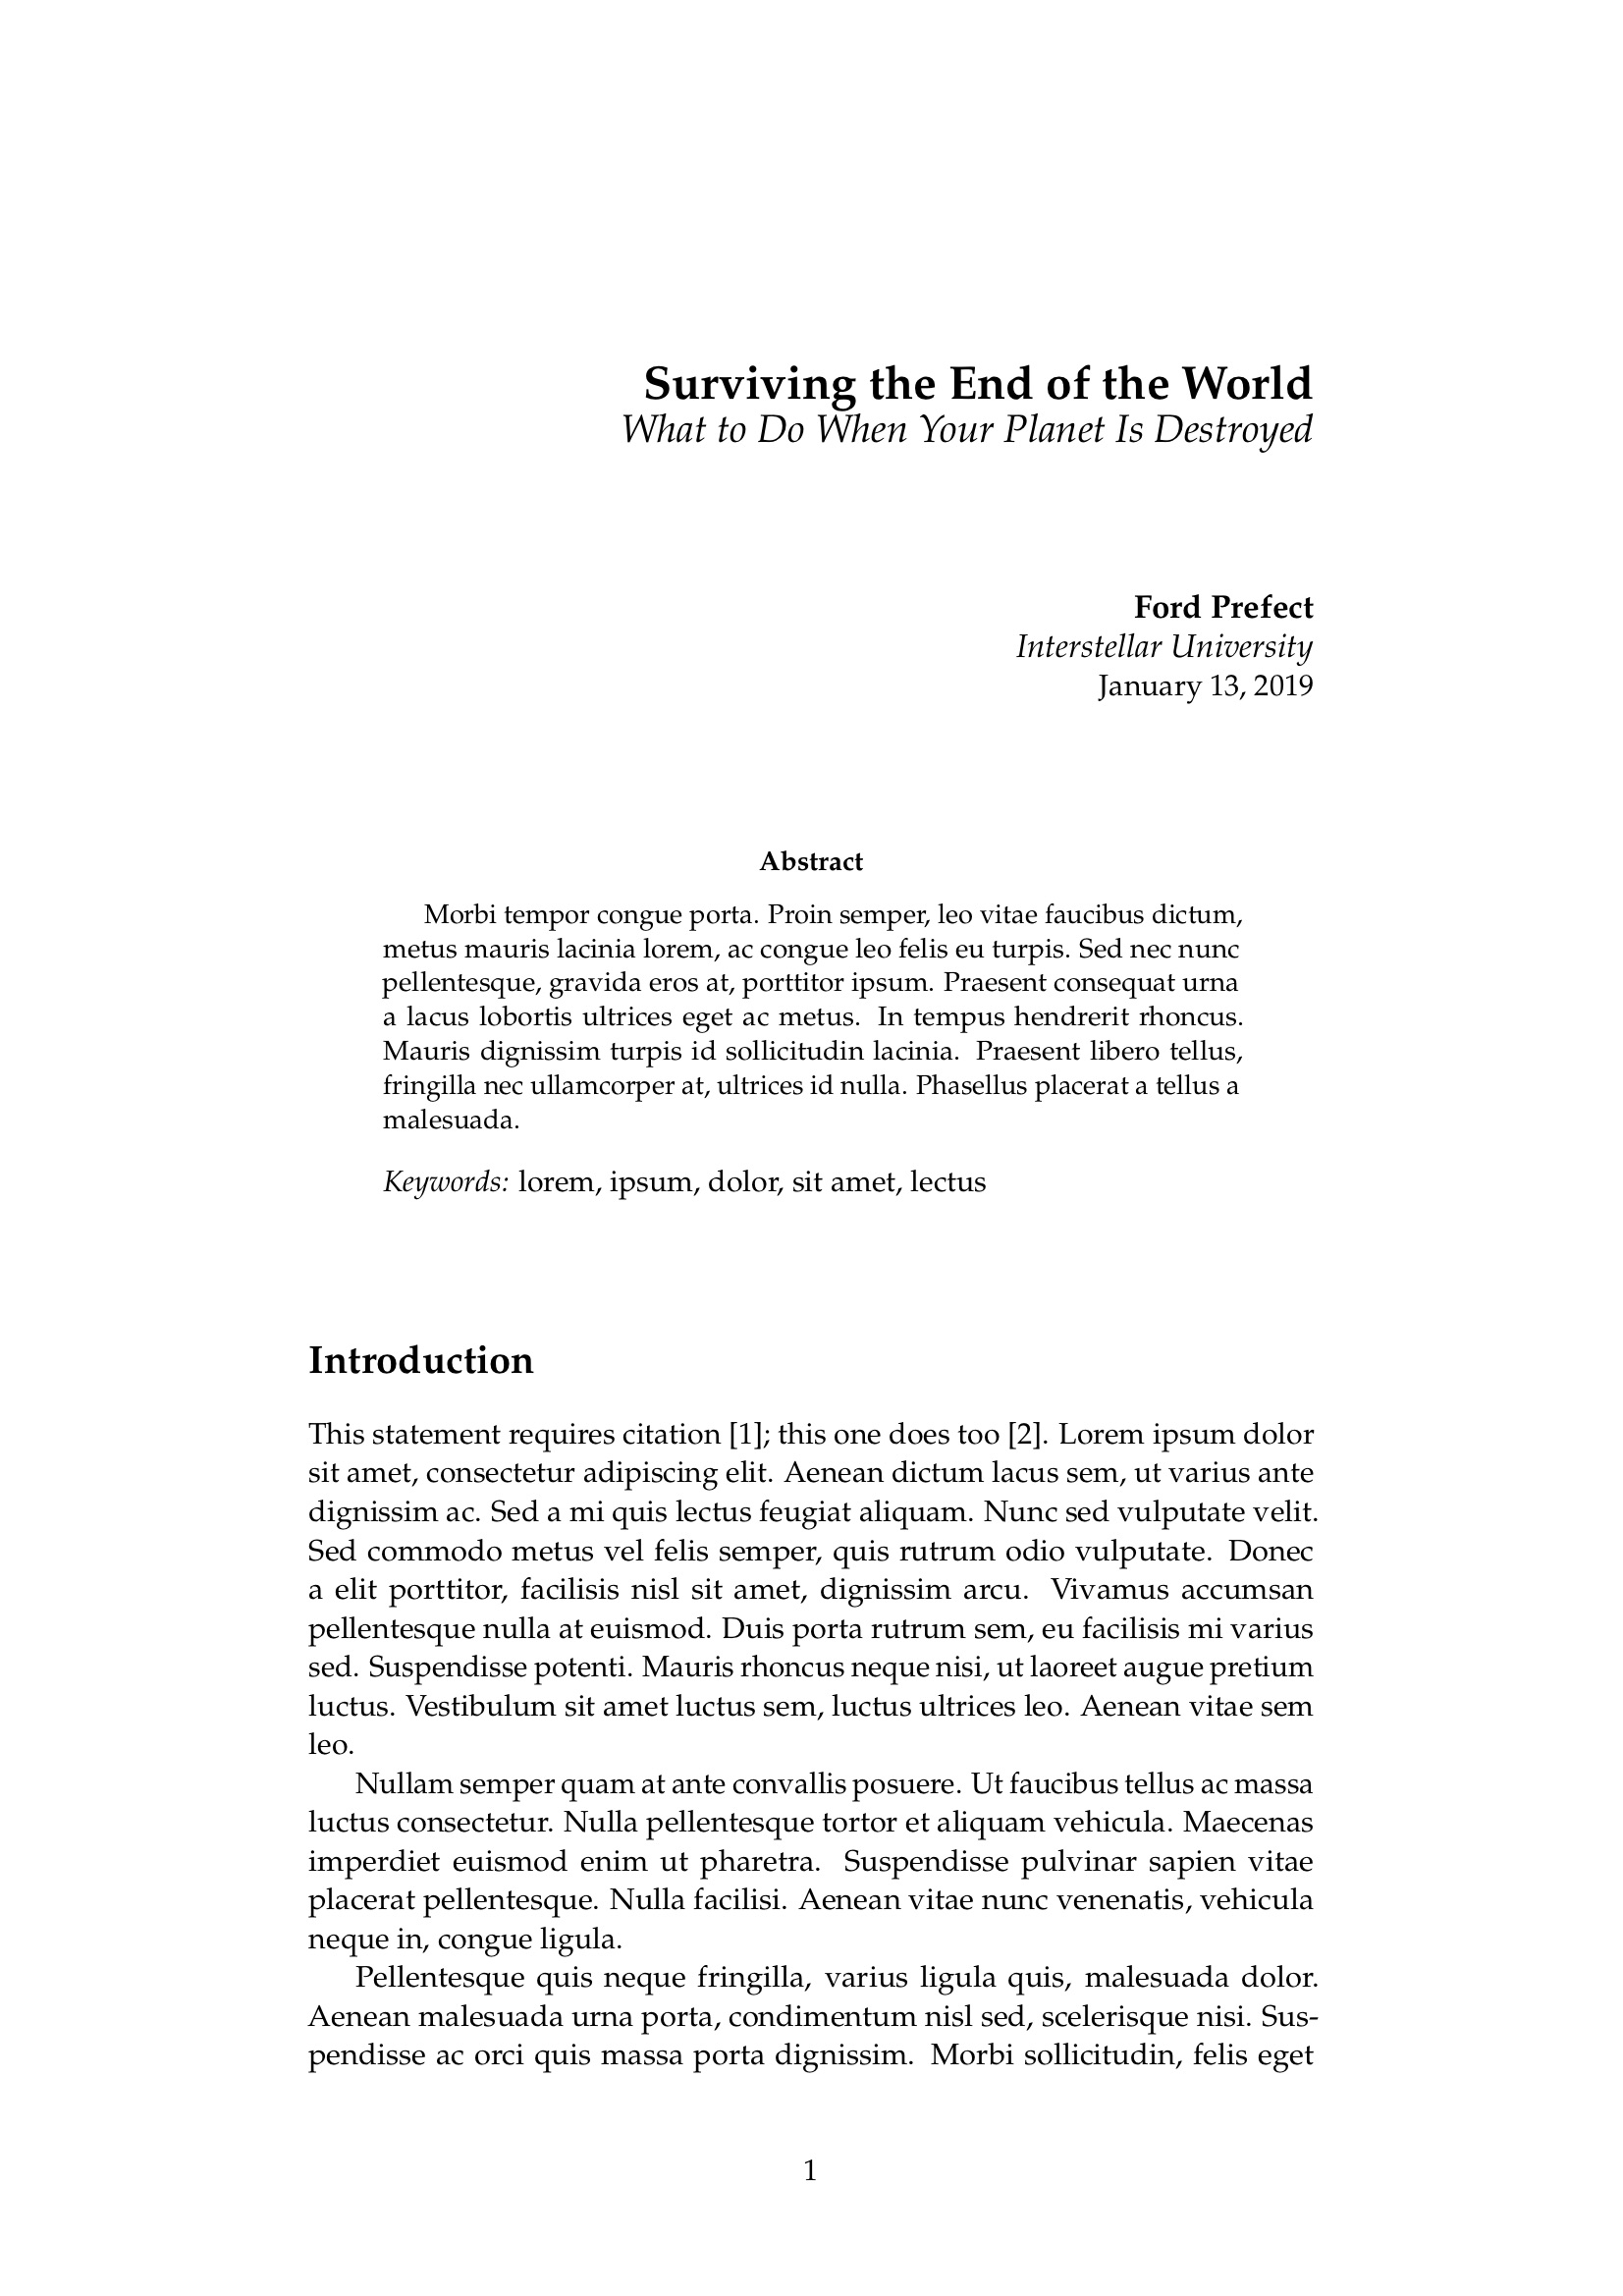 Surviving the End of the World
What to Do When Your Planet Is Destroyed
Ford Prefect
Interstellar University
January 13, 2019
Abstract
Morbi tempor congue porta. Proin semper, leo vitae faucibus dictum,
metus mauris lacinia lorem, ac congue leo felis eu turpis. Sed nec nunc
pellentesque, gravida eros at, porttitor ipsum. Praesent consequat urna
a lacus lobortis ultrices eget ac metus. In tempus hendrerit rhoncus.
Mauris dignissim turpis id sollicitudin lacinia. Praesent libero tellus,
fringilla nec ullamcorper at, ultrices id nulla. Phasellus placerat a tellus a
malesuada.
Keywords: lorem, ipsum, dolor, sit amet, lectus
Introduction
This statement requires citation [1]; this one does too [2]. Lorem ipsum dolor
sit amet, consectetur adipiscing elit. Aenean dictum lacus sem, ut varius ante
dignissim ac. Sed a mi quis lectus feugiat aliquam. Nunc sed vulputate velit.
Sed commodo metus vel felis semper, quis rutrum odio vulputate. Donec
a elit porttitor, facilisis nisl sit amet, dignissim arcu. Vivamus accumsan
pellentesque nulla at euismod. Duis porta rutrum sem, eu facilisis mi varius
sed. Suspendisse potenti. Mauris rhoncus neque nisi, ut laoreet augue pretium
luctus. Vestibulum sit amet luctus sem, luctus ultrices leo. Aenean vitae sem
leo.
Nullam semper quam at ante convallis posuere. Ut faucibus tellus ac massa
luctus consectetur. Nulla pellentesque tortor et aliquam vehicula. Maecenas
imperdiet euismod enim ut pharetra. Suspendisse pulvinar sapien vitae
placerat pellentesque. Nulla facilisi. Aenean vitae nunc venenatis, vehicula
neque in, congue ligula.
Pellentesque quis neque fringilla, varius ligula quis, malesuada dolor.
Aenean malesuada urna porta, condimentum nisl sed, scelerisque nisi. Sus-
pendisse ac orci quis massa porta dignissim. Morbi sollicitudin, felis eget
1